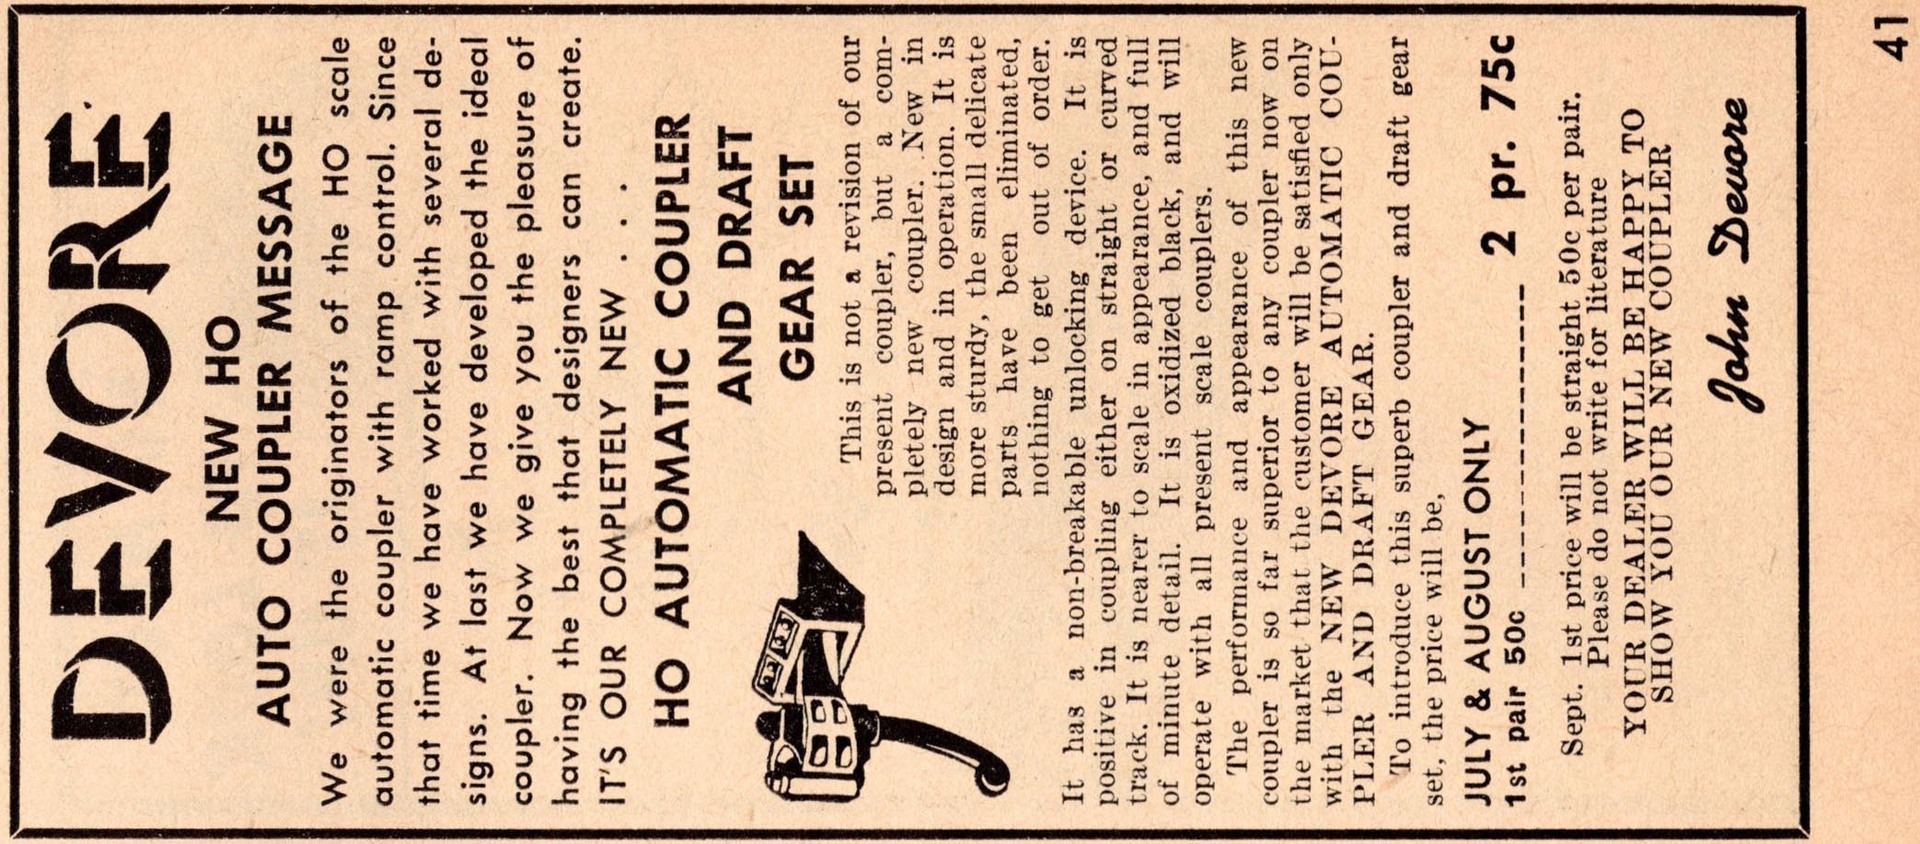 DEVORE
NEW HO
AUTO COUPLER MESSAGE
We were the originators of the HO scale
automatic coupler with ramp control. Since
that time we have worked with several de-
signs. At last we have developed the ideal
coupler. Now we give you the pleasure of
having the best that designers can create.
IT'S OUR COMPLETELY NEW . . . .
HO AUTOMATIC COUPLER
AND DRAFT
GEAR SET
This is not a revision of our
present coupler, but a com-
pletely new coupler. New in
design and in operation. It is
more sturdy, the small delicate
parts have been eliminated,
nothing to get out of order.
It has a non-breakable unlocking device. It is
positive in coupling either on straight or curved
track. It is nearer to scale in appearance, and full
of minute detail. It is oxidized black, and will
operate with all present scale couplers.
The performance and appearance of this new
coupler is so far superior to any coupler now on
the market that the customer will be satisfied only
with the NEW DEVORE AUTOMATIC COU-
PLER AND DRAFT GEAR.
To introduce this superb coupler and draft gear
set, the price will be,
JULY & AUGUST ONLY
1st pair 50c ---------------- 2 pr. 75c
Sept. 1st price will be straight 50c per pair.
Please do not write for literature
YOUR DEALER WILL BE HAPPY TO
SHOW YOU OUR NEW COUPLER
John Devore
41